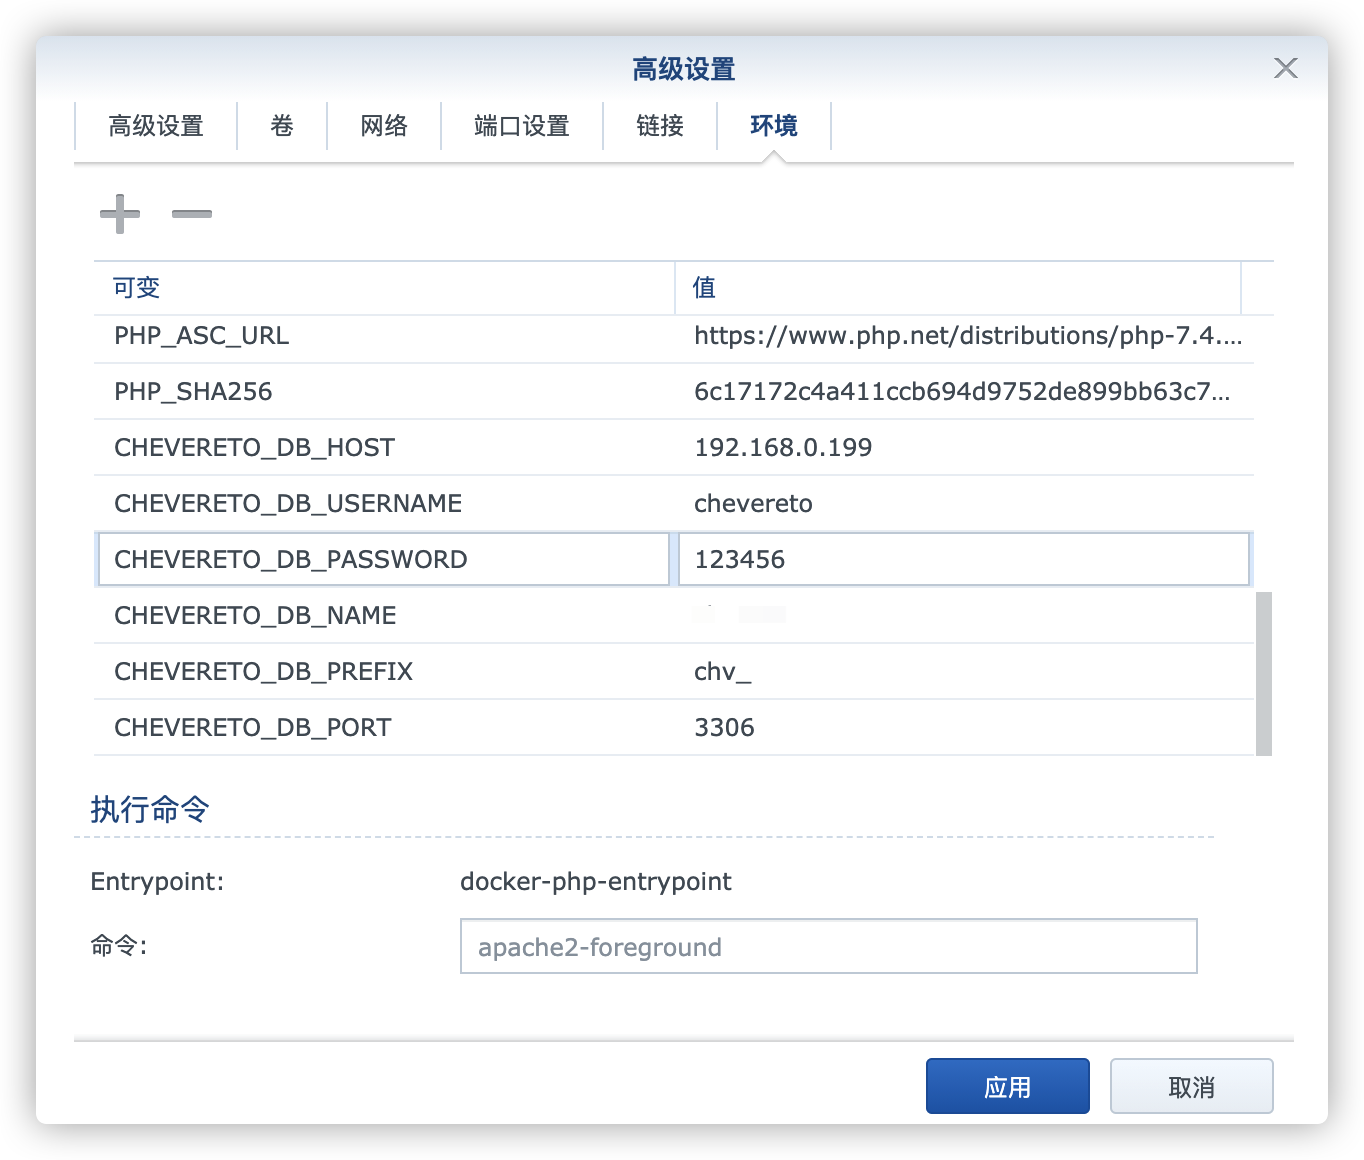 高级设置
高级设置 卷 网络 端口设置 链接 环境
可变 值
PHP_ASC_URL https://www.php.net/distributions/php-7.4....
PHP_SHA256 6c17172c4a411ccb694d9752de899bb63c7...
CHEVERETO_DB_HOST 192.168.0.199
CHEVERETO_DB_USERNAME chevereto
CHEVERETO_DB_PASSWORD 123456
CHEVERETO_DB_NAME
CHEVERETO_DB_PREFIX chv_
CHEVERETO_DB_PORT 3306
执行命令
Entrypoint: docker-php-entrypoint
命令: apache2-foreground
应用 取消